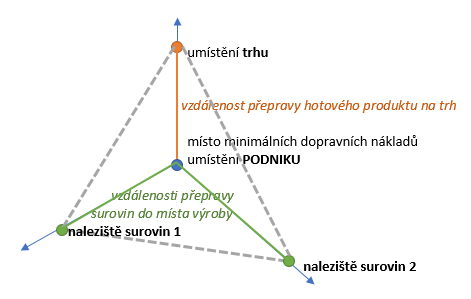 umístění trhu
vzdálenost přepravy hotového produktu na trh
místo minimálních dopravních nákladů
umístění PODNIKU
vzdálenosti přepravy
surovin do místa výroby
naleziště surovin 1
naleziště surovin 2